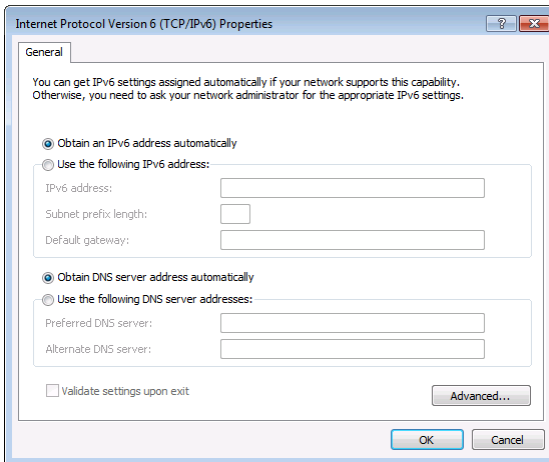 Internet Protocol Version 6 (TCP/IPv6) Properties
General
You can get IPv6 settings assigned automatically if your network supports this capability.
Otherwise, you need to ask your network administrator for the appropriate IPv6 settings.
Obtain an IPv6 address automatically
Use the following IPv6 address:
IPv6 address:
Subnet prefix length:
Default gateway:
Obtain DNS server address automatically
Use the following DNS server addresses:
Preferred DNS server:
Alternate DNS server:
Validate settings upon exit
Advanced...
OK Cancel